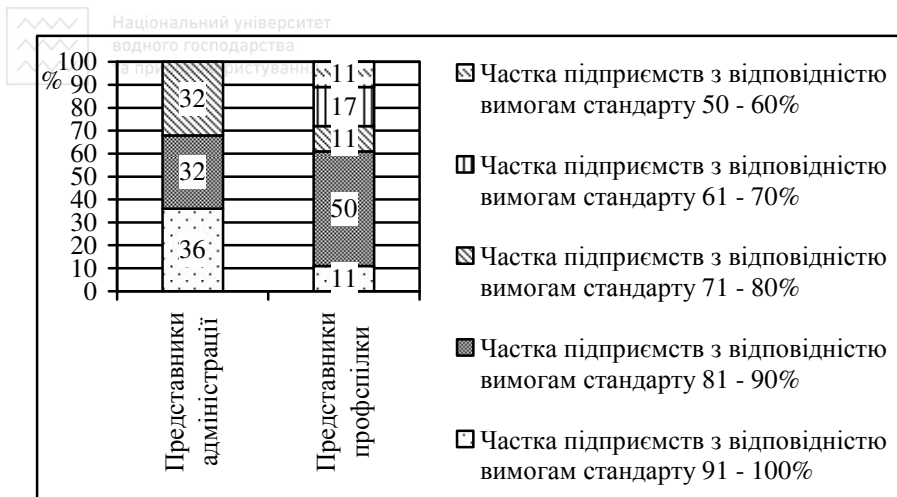 Національний університет
водного господарства
та природокористування
%
100
90
80
70
60
50
40
30
20
10
0
32
32
36
11
17
11
50
11
Представники
адміністрації
Представники
профспілки
Частка підприємств з відповідністю
вимогам стандарту 50 - 60%
Частка підприємств з відповідністю
вимогам стандарту 61 - 70%
Частка підприємств з відповідністю
вимогам стандарту 71 - 80%
Частка підприємств з відповідністю
вимогам стандарту 81 - 90%
Частка підприємств з відповідністю
вимогам стандарту 91 - 100%